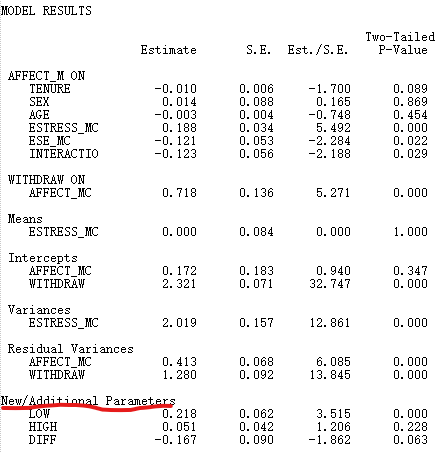 MODEL RESULTS
Two-Tailed
Estimate S.E. Est./S.E. P-Value
AFFECT_M ON
TENURE -0.010 0.006 -1.700 0.089
SEX 0.014 0.088 0.165 0.869
AGE -0.003 0.004 -0.748 0.454
ESTRESS_MC 0.188 0.034 5.492 0.000
ESE_MC -0.121 0.053 -2.284 0.022
INTERACTIO -0.123 0.056 -2.188 0.029
WITHDRAW ON
AFFECT_MC 0.718 0.136 5.271 0.000
Means
ESTRESS_MC 0.000 0.084 0.000 1.000
Intercepts
AFFECT_MC 0.172 0.183 0.940 0.347
WITHDRAW 2.321 0.071 32.747 0.000
Variances
ESTRESS_MC 2.019 0.157 12.861 0.000
Residual Variances
AFFECT_MC 0.413 0.068 6.085 0.000
WITHDRAW 1.280 0.092 13.845 0.000
New/Additional Parameters
LOW 0.218 0.062 3.515 0.000
HIGH 0.051 0.042 1.206 0.228
DIFF -0.167 0.090 -1.862 0.063